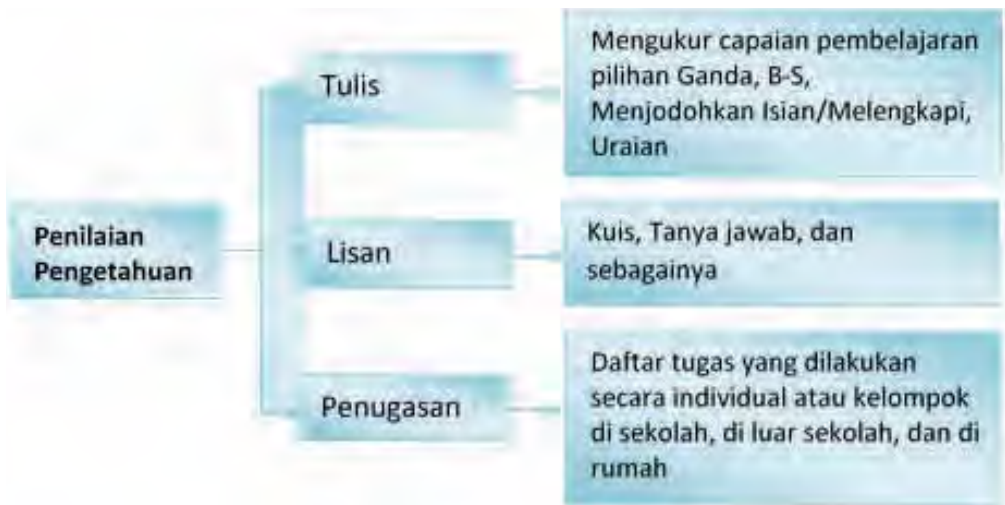 Penilaian
Pengetahuan
Tulis
Mengukur capaian pembelajaran
pilihan Ganda, B-S,
Menjodohkan Isian/Melengkapi,
Uraian
Lisan
Kuis, Tanya jawab, dan
sebagainya
Penugasan
Daftar tugas yang dilakukan
secara individual atau kelompok
di sekolah, di luar sekolah, dan di
rumah